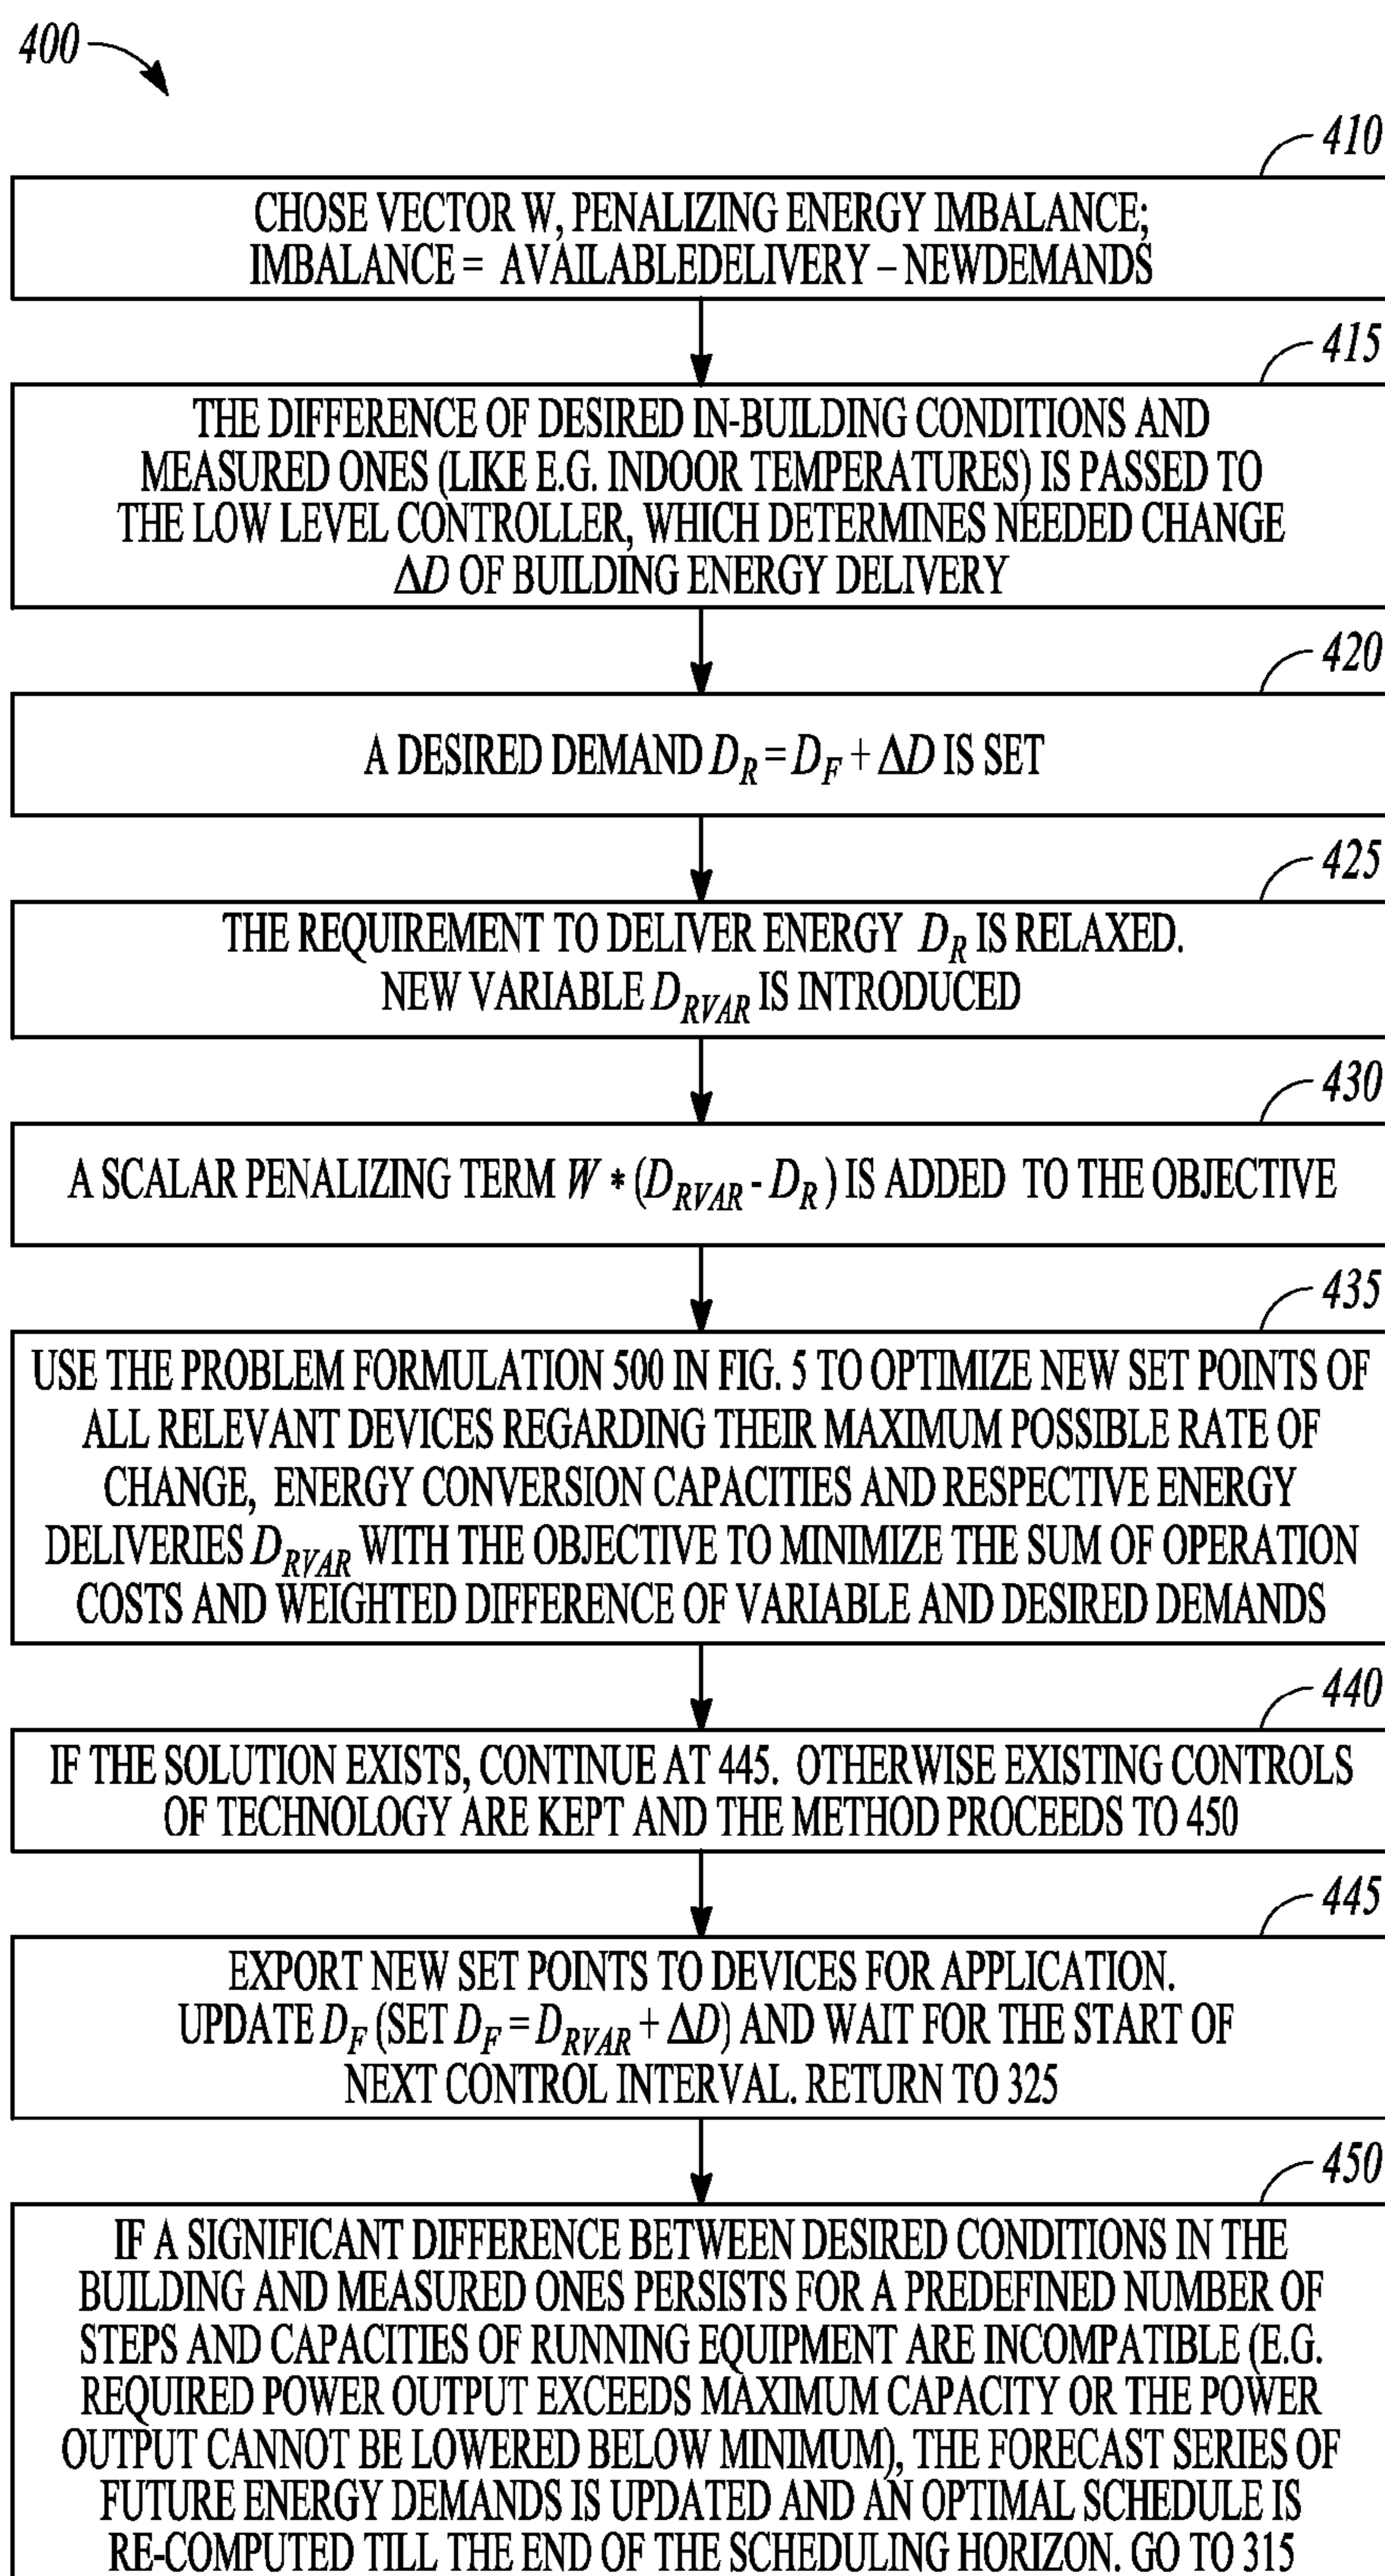 400
410
CHOSE VECTOR W, PENALIZING ENERGY IMBALANCE;
IMBALANCE = AVAILABLEDELIVERY – NEWDEMANDS
415
THE DIFFERENCE OF DESIRED IN-BUILDING CONDITIONS AND
MEASURED ONES (LIKE E.G. INDOOR TEMPERATURES) IS PASSED TO
THE LOW LEVEL CONTROLLER, WHICH DETERMINES NEEDED CHANGE
ΔD OF BUILDING ENERGY DELIVERY
420
A DESIRED DEMAND D_R = D_F + ΔD IS SET
425
THE REQUIREMENT TO DELIVER ENERGY D_R IS RELAXED.
NEW VARIABLE D_RVAR IS INTRODUCED
430
A SCALAR PENALIZING TERM W * (D_RVAR - D_R) IS ADDED TO THE OBJECTIVE
435
USE THE PROBLEM FORMULATION 500 IN FIG. 5 TO OPTIMIZE NEW SET POINTS OF
ALL RELEVANT DEVICES REGARDING THEIR MAXIMUM POSSIBLE RATE OF
CHANGE, ENERGY CONVERSION CAPACITIES AND RESPECTIVE ENERGY
DELIVERIES D_RVAR WITH THE OBJECTIVE TO MINIMIZE THE SUM OF OPERATION
COSTS AND WEIGHTED DIFFERENCE OF VARIABLE AND DESIRED DEMANDS
440
IF THE SOLUTION EXISTS, CONTINUE AT 445. OTHERWISE EXISTING CONTROLS
OF TECHNOLOGY ARE KEPT AND THE METHOD PROCEEDS TO 450
445
EXPORT NEW SET POINTS TO DEVICES FOR APPLICATION.
UPDATE D_F (SET D_F = D_RVAR + ΔD) AND WAIT FOR THE START OF
NEXT CONTROL INTERVAL. RETURN TO 325
450
IF A SIGNIFICANT DIFFERENCE BETWEEN DESIRED CONDITIONS IN THE
BUILDING AND MEASURED ONES PERSISTS FOR A PREDEFINED NUMBER OF
STEPS AND CAPACITIES OF RUNNING EQUIPMENT ARE INCOMPATIBLE (E.G.
REQUIRED POWER OUTPUT EXCEEDS MAXIMUM CAPACITY OR THE POWER
OUTPUT CANNOT BE LOWERED BELOW MINIMUM), THE FORECAST SERIES OF
FUTURE ENERGY DEMANDS IS UPDATED AND AN OPTIMAL SCHEDULE IS
RE-COMPUTED TILL THE END OF THE SCHEDULING HORIZON. GO TO 315